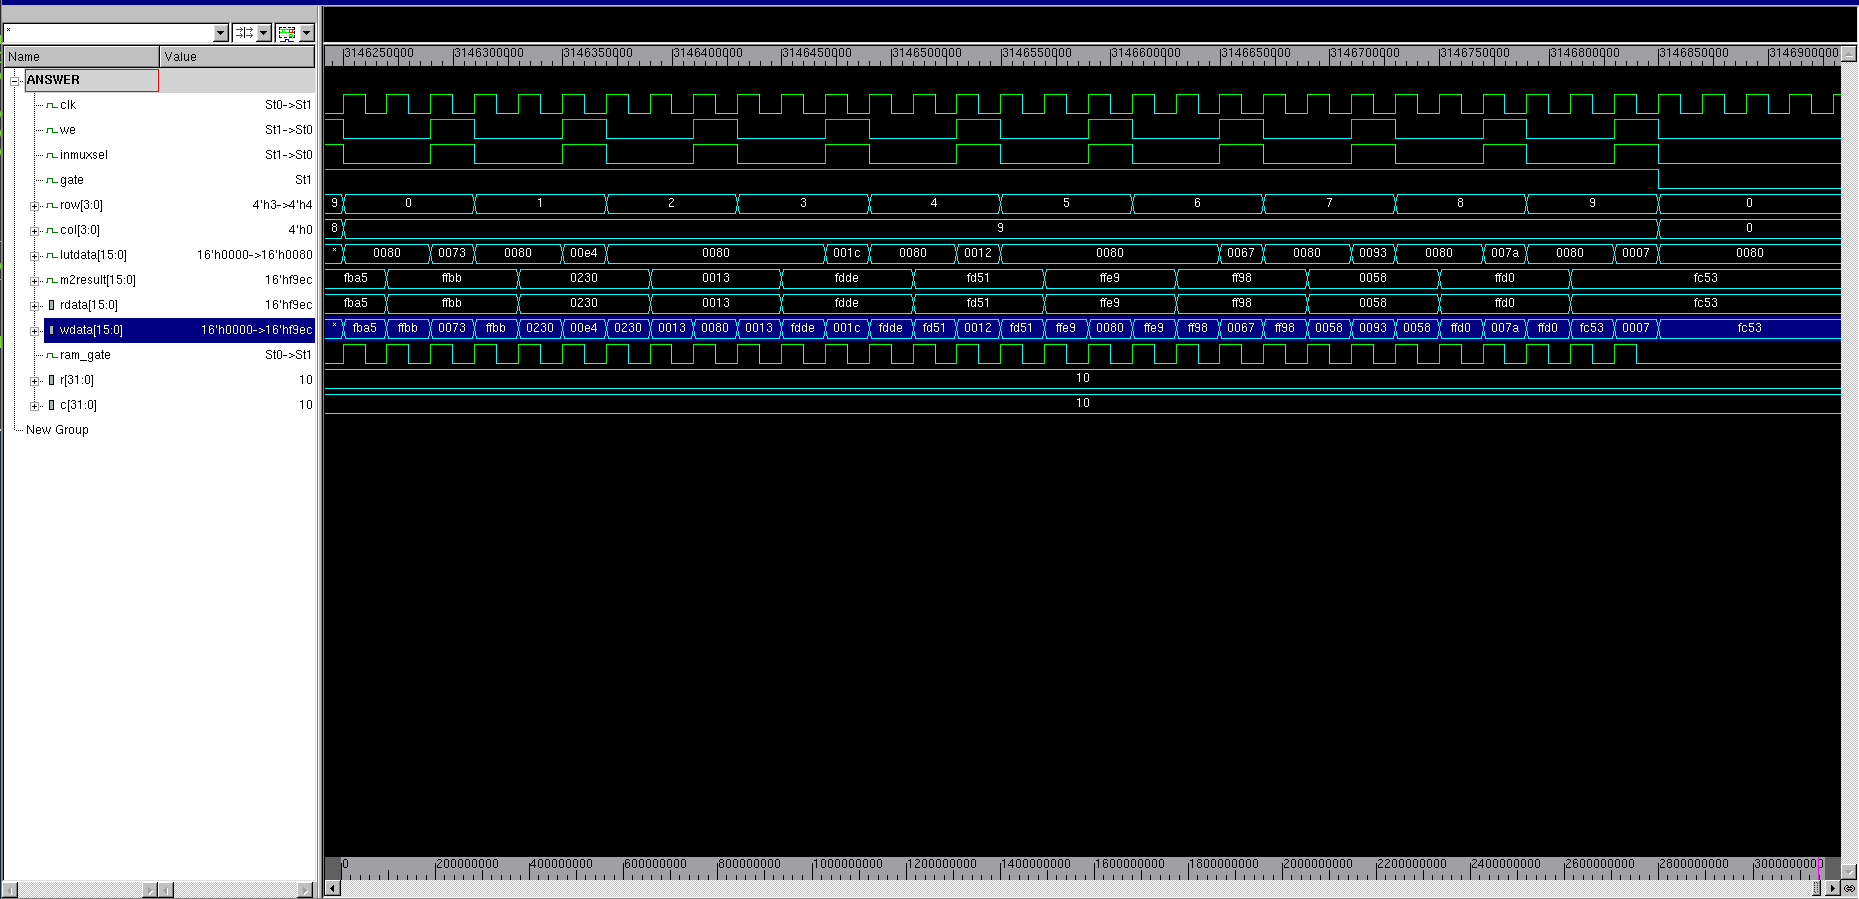 *
Name Value
3146250000 3146300000 3146350000 3146400000 3146450000 3146500000 3146550000 3146600000 3146650000 3146700000 3146750000 3146800000 3146850000 3146900000
ANSWER
clk St0->St1
we St1->St0
inmuxsel St1->St0
gate St1
row[3:0] 4'h3->4'h4 9 0 1 2 3 4 5 6 7 8 9 0
col[3:0] 4'h0 8 9 0
lutdata[15:0] 16'h0000->16'h0080 * 0080 0073 0080 00e4 0080 001c 0080 0012 0080 0067 0080 0093 0080 007a 0080 0007 0080
m2result[15:0] 16'hf9ec fba5 ffbb 0230 0013 fdde fd51 ffe9 ff98 0058 ffd0 fc53
rdata[15:0] 16'hf9ec fba5 ffbb 0230 0013 fdde fd51 ffe9 ff98 0058 ffd0 fc53
wdata[15:0] 16'h0000->16'hf9ec * fba5 ffbb 0073 ffbb 0230 00e4 0230 0013 0080 0013 fdde 001c fdde fd51 0012 fd51 ffe9 0080 ffe9 ff98 0067 ff98 0058 0093 0058 ffd0 007a ffd0 fc53 0007 fc53
ram_gate St0->St1
r[31:0] 10 10
c[31:0] 10 10
New Group
0 200000000 400000000 600000000 800000000 1000000000 1200000000 1400000000 1600000000 1800000000 2000000000 2200000000 2400000000 2600000000 2800000000